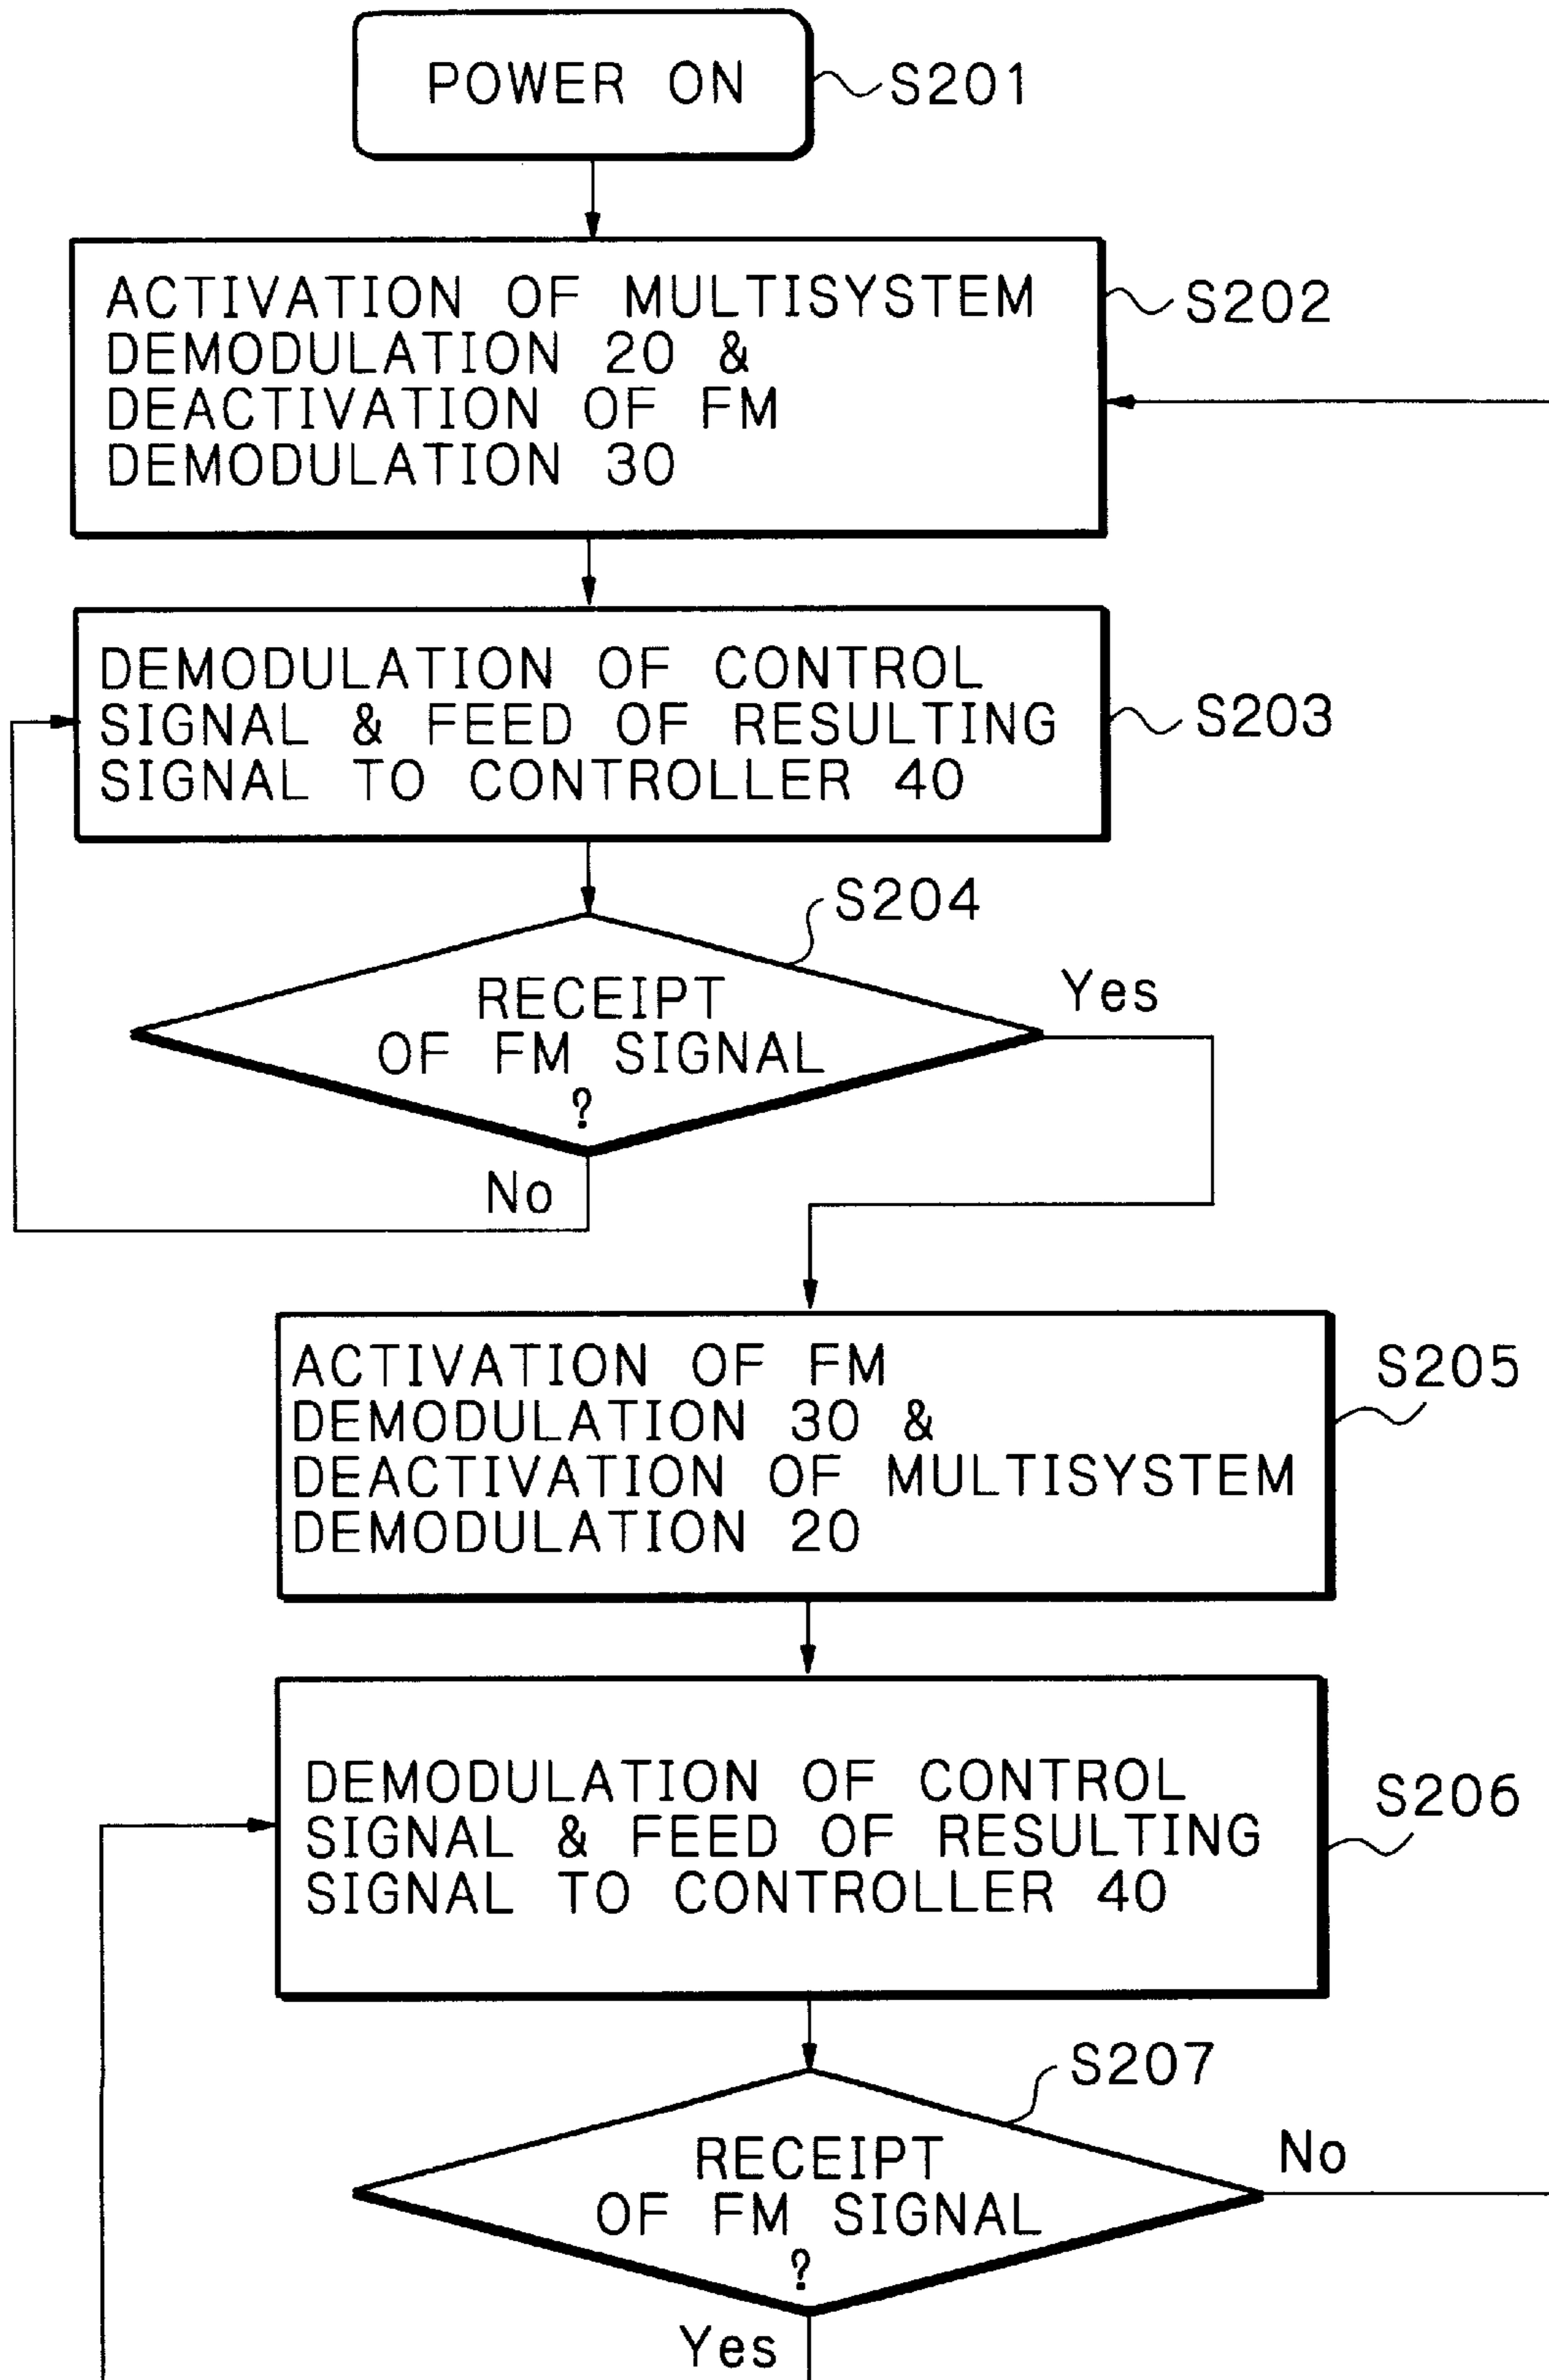 POWER ON
S201
ACTIVATION OF MULTISYSTEM
DEMODULATION 20 &
DEACTIVATION OF FM
DEMODULATION 30
S202
DEMODULATION OF CONTROL
SIGNAL & FEED OF RESULTING
SIGNAL TO CONTROLLER 40
S203
S204
RECEIPT
OF FM SIGNAL
?
Yes
No
ACTIVATION OF FM
DEMODULATION 30 &
DEACTIVATION OF MULTISYSTEM
DEMODULATION 20
S205
DEMODULATION OF CONTROL
SIGNAL & FEED OF RESULTING
SIGNAL TO CONTROLLER 40
S206
S207
RECEIPT
OF FM SIGNAL
?
No
Yes